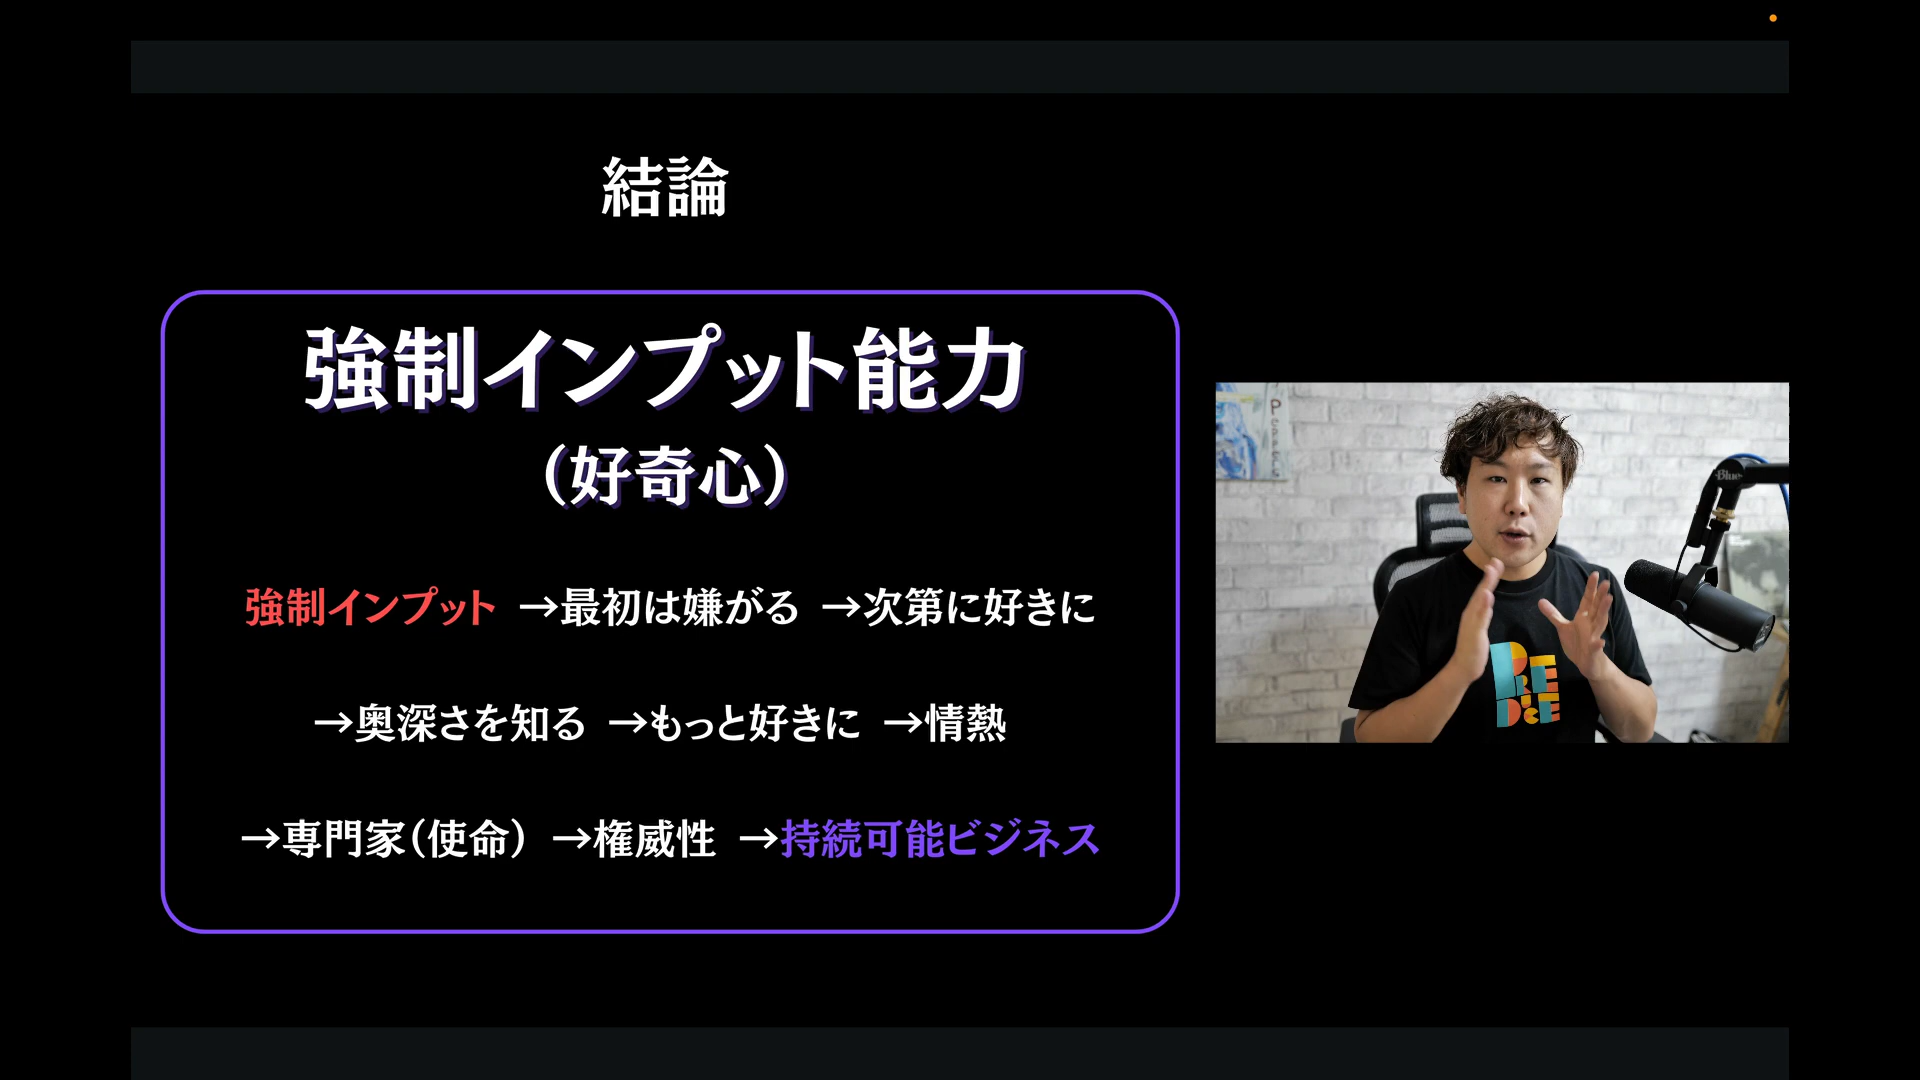 結論
強制インプット能力
（好奇心）
強制インプット →最初は嫌がる →次第に好きに
→奥深さを知る →もっと好きに →情熱
→専門家（使命） →権威性 →持続可能ビジネス
Blue
PRE
DUCE